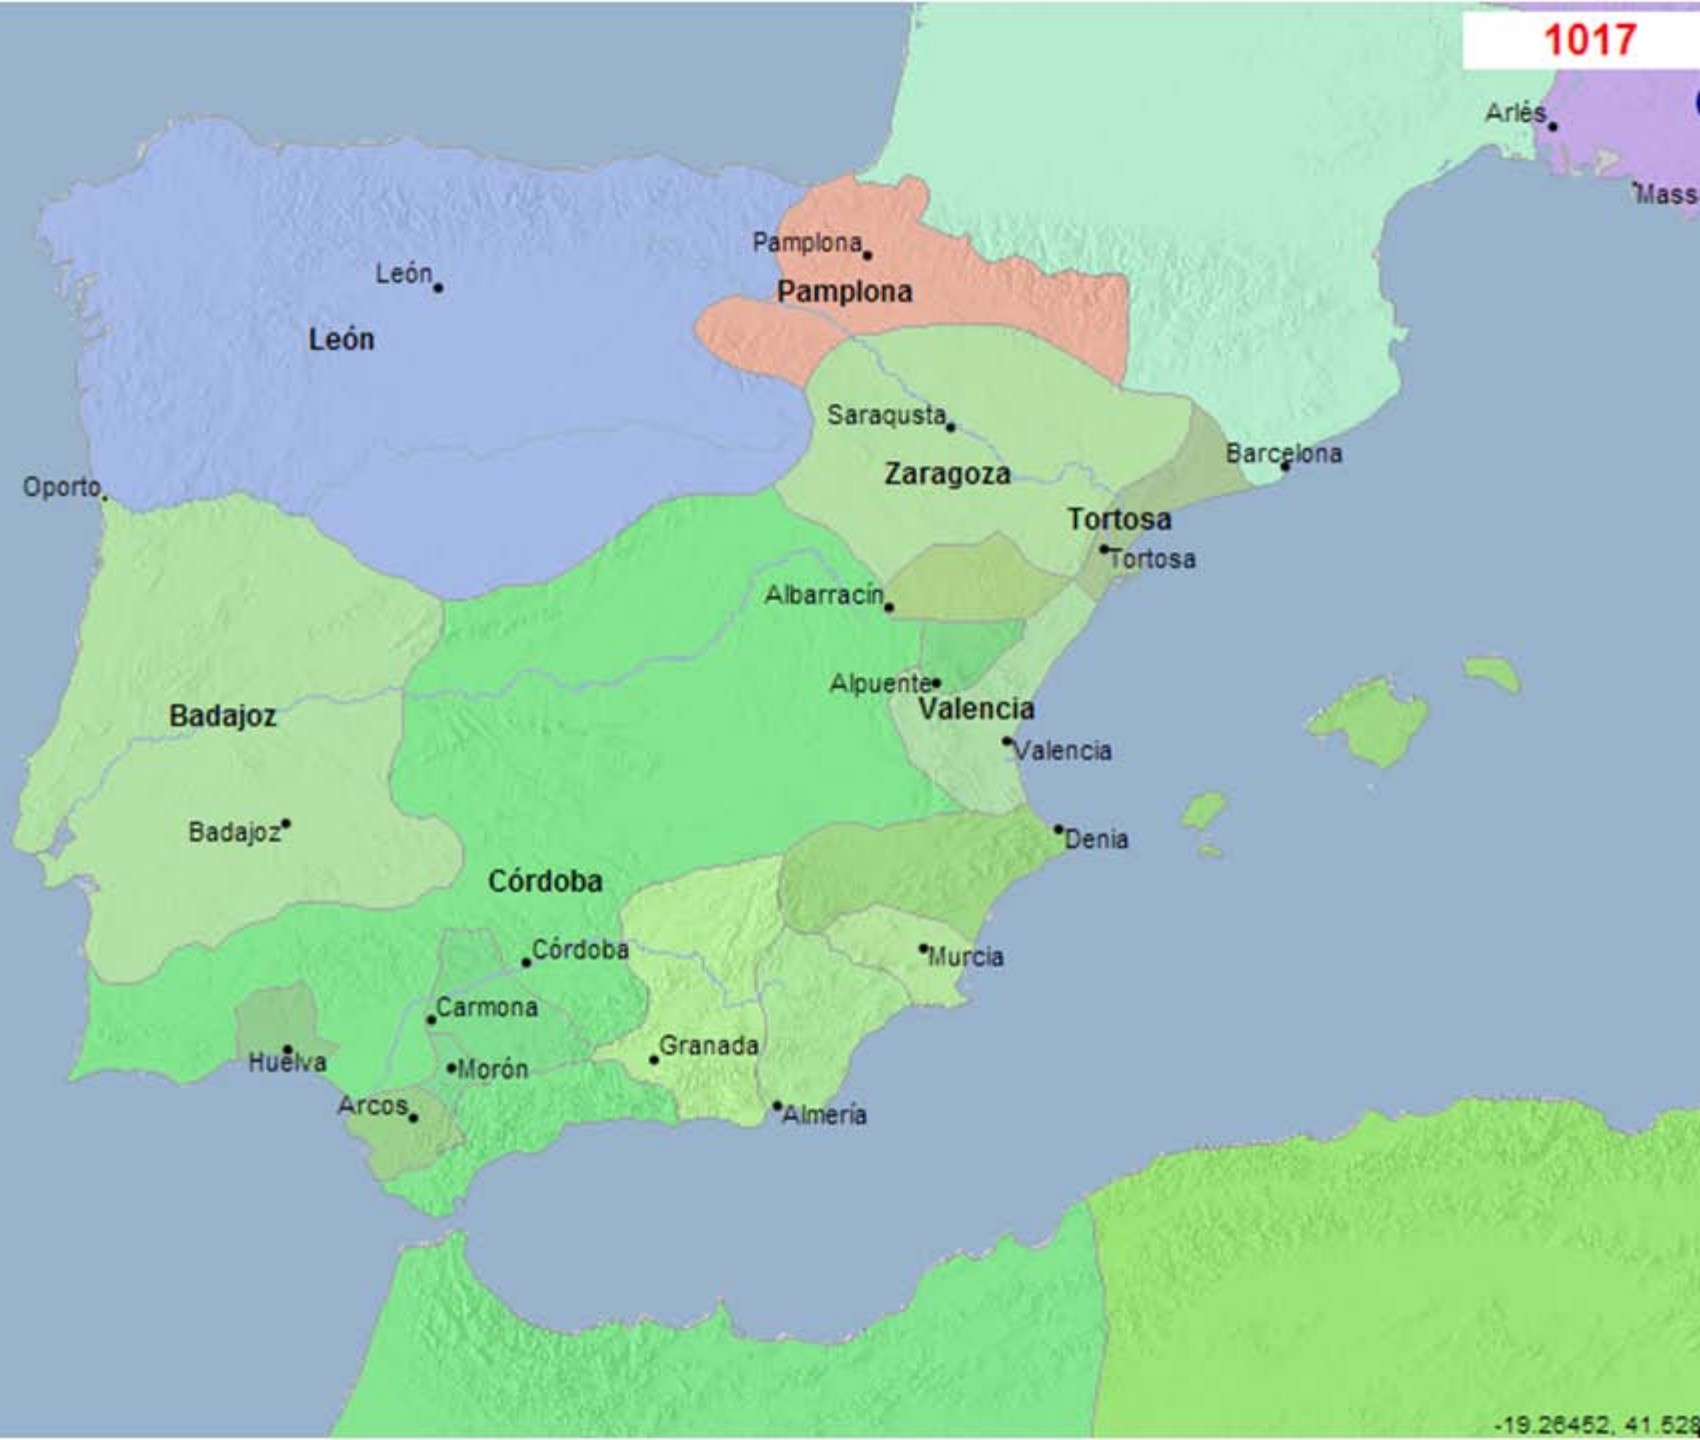 1017
Arlés
Mass
Pamplona
León
Pamplona
León
Saraqusta
Barcelona
Zaragoza
Oporto
Tortosa
Tortosa
Albarracín
Alpuente
Valencia
Badajoz
Valencia
Badajoz
Denia
Córdoba
Córdoba
Murcia
Carmona
Granada
Huelva
Morón
Arcos
Almería
-19.26452, 41.528